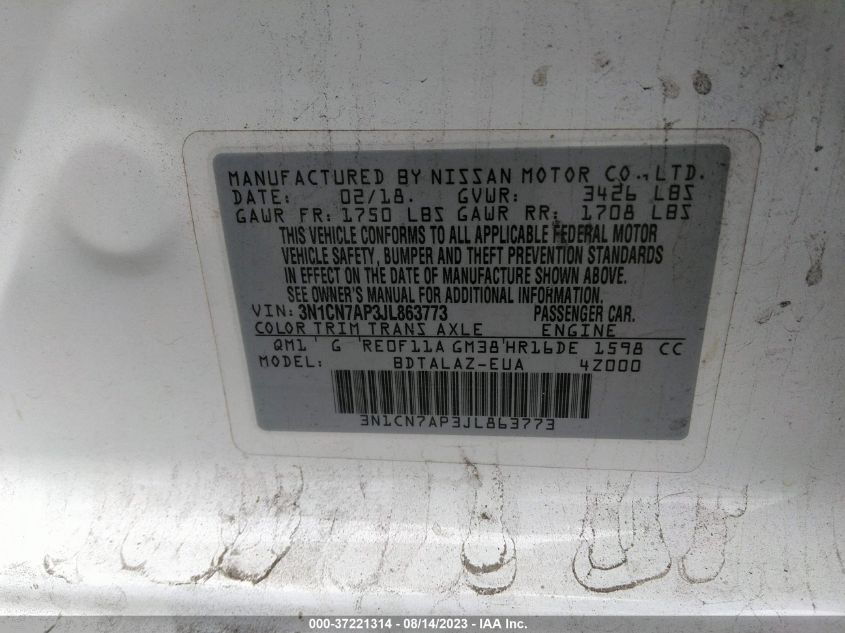 MANUFACTURED BY NISSAN MOTOR CO., LTD.
DATE: 02/18. GVWR: 3426 LBS
GAWR FR: 1750 LBS GAWR RR: 1708 LBS
THIS VEHICLE CONFORMS TO ALL APPLICABLE FEDERAL MOTOR
VEHICLE SAFETY, BUMPER AND THEFT PREVENTION STANDARDS
IN EFFECT ON THE DATE OF MANUFACTURE SHOWN ABOVE.
SEE OWNER'S MANUAL FOR ADDITIONAL INFORMATION.
VIN: 3N1CN7AP3JL863773 PASSENGER CAR.
COLOR TRIM TRANS AXLE ENGINE
QM1 G RE0F11A GM38 HR16DE 1598 CC
MODEL: BDTALAZ-EUA 4Z000
3N1CN7AP3JL863773
000-37221314 - 08/14/2023 - IAA Inc.